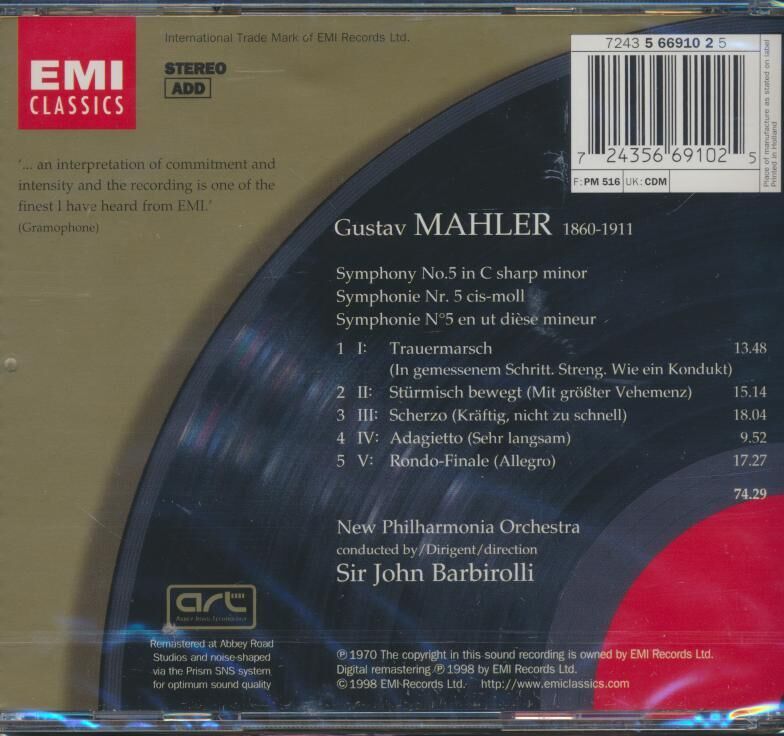 EMI
CLASSICS
International Trade Mark of EMI Records Ltd.
STEREO
ADD
7243 5 66910 2 5
7 24356 69102 5
F: PM 516 UK: CDM
Place of manufacture as stated on label
Printed in Holland
'... an interpretation of commitment and
intensity and the recording is one of the
finest I have heard from EMI.'
(Gramophone)
Gustav MAHLER 1860-1911
Symphony No.5 in C sharp minor
Symphonie Nr. 5 cis-moll
Symphonie N°5 en ut dièse mineur
1 I: Trauermarsch 13.48
(In gemessenem Schritt. Streng. Wie ein Kondukt)
2 II: Stürmisch bewegt (Mit größter Vehemenz) 15.14
3 III: Scherzo (Kräftig, nicht zu schnell) 18.04
4 IV: Adagietto (Sehr langsam) 9.52
5 V: Rondo-Finale (Allegro) 17.27
74.29
New Philharmonia Orchestra
conducted by/Dirigent/direction
Sir John Barbirolli
art
ABBEY ROAD TECHNOLOGY
Remastered at Abbey Road
Studios and noise-shaped
via the Prism SNS system
for optimum sound quality
℗ 1970 The copyright in this sound recording is owned by EMI Records Ltd.
Digital remastering ℗ 1998 by EMI Records Ltd.
© 1998 EMI Records Ltd. http://www.emiclassics.com